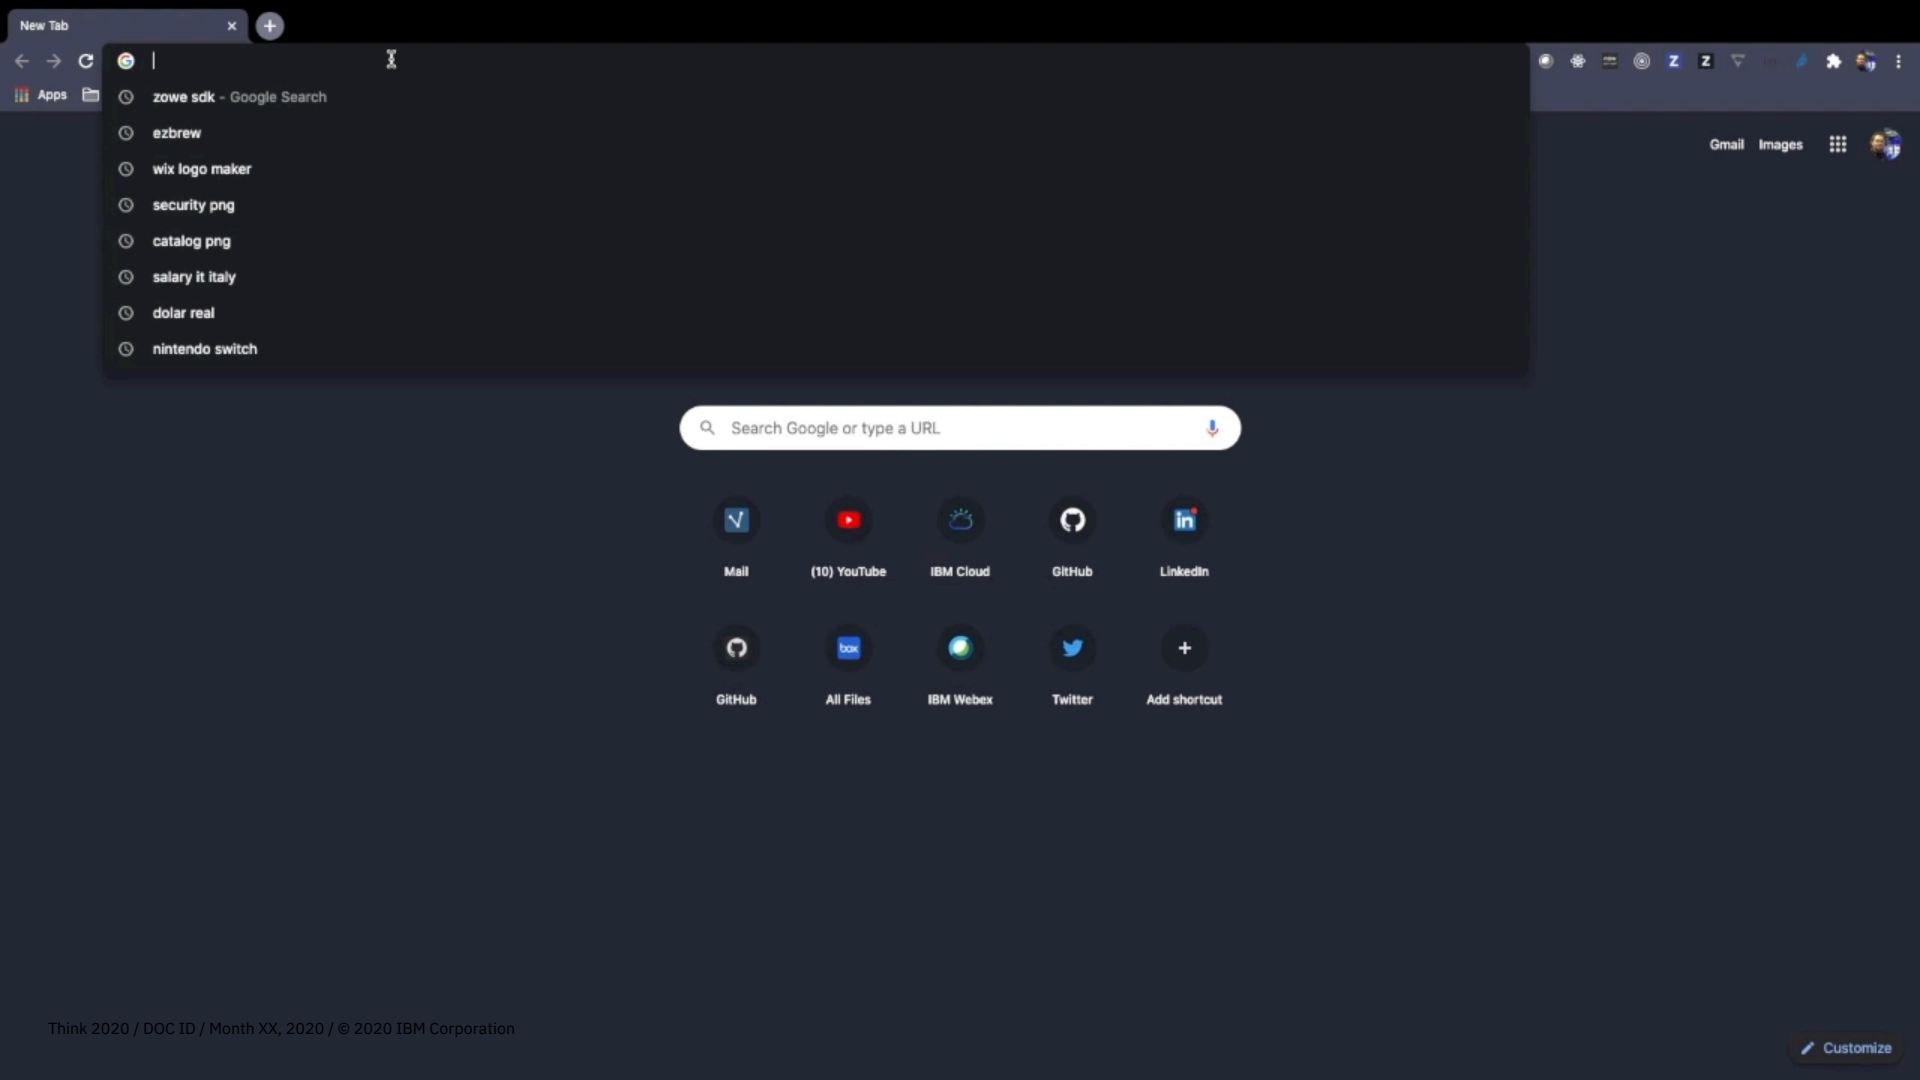 New Tab
zowe sdk - Google Search
Apps
ezbrew
Gmail Images
wix logo maker
security png
catalog png
salary it italy
dolar real
nintendo switch
Search Google or type a URL
Mail
(10) YouTube
IBM Cloud
GitHub
LinkedIn
box
GitHub
All Files
IBM Webex
Twitter
Add shortcut
Think 2020 / DOC ID / Month XX, 2020 / © 2020 IBM Corporation
Customize